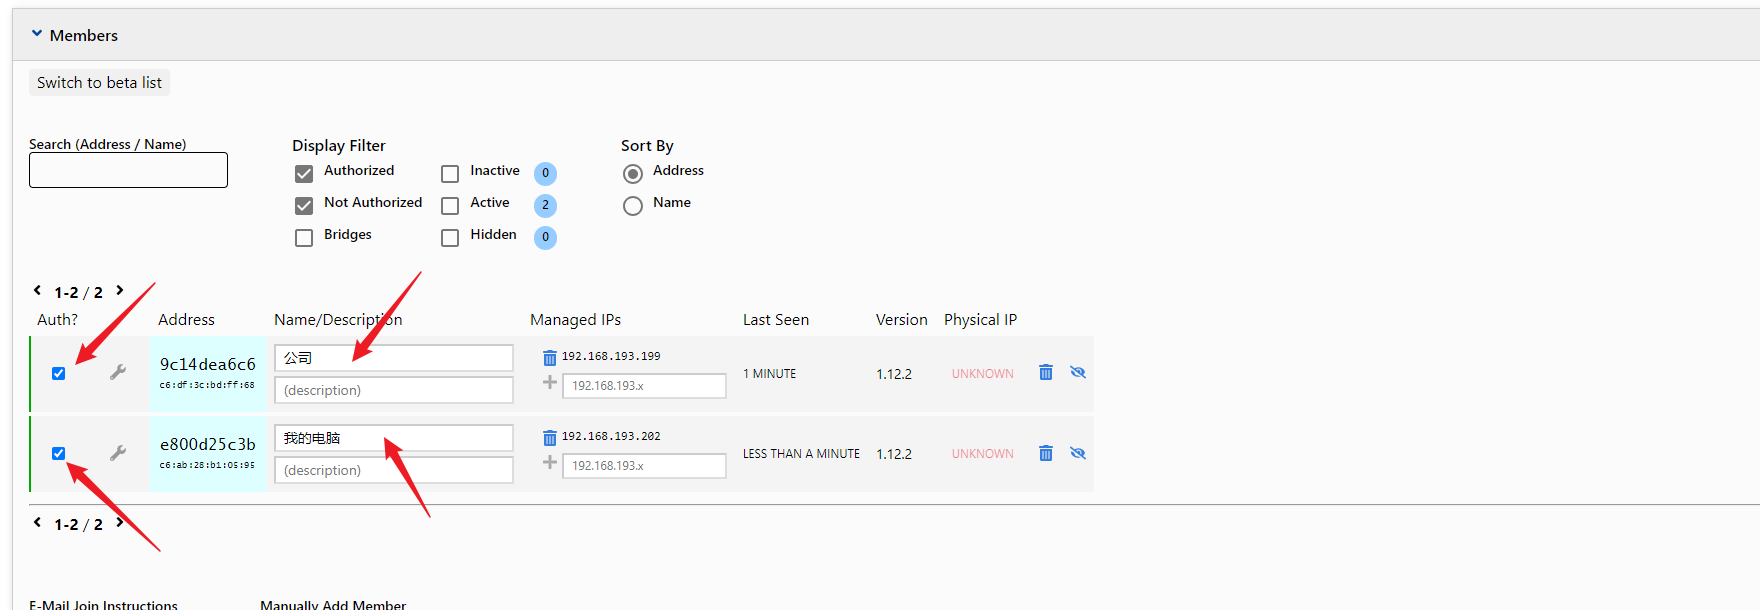 Members
Switch to beta list
Search (Address / Name)
Display Filter
Sort By
Authorized
Inactive
0
Address
Not Authorized
Active
2
Name
Bridges
Hidden
0
1-2 / 2
Auth?
Address
Name/Description
Managed IPs
Last Seen
Version
Physical IP
9c14dea6c6
c6:df:3c:bd:ff:68
公司
(description)
192.168.193.199
192.168.193.x
1 MINUTE
1.12.2
UNKNOWN
e800d25c3b
c6:ab:28:b1:05:95
我的电脑
(description)
192.168.193.202
192.168.193.x
LESS THAN A MINUTE
1.12.2
UNKNOWN
1-2 / 2
E-Mail Join Instructions
Manually Add Member